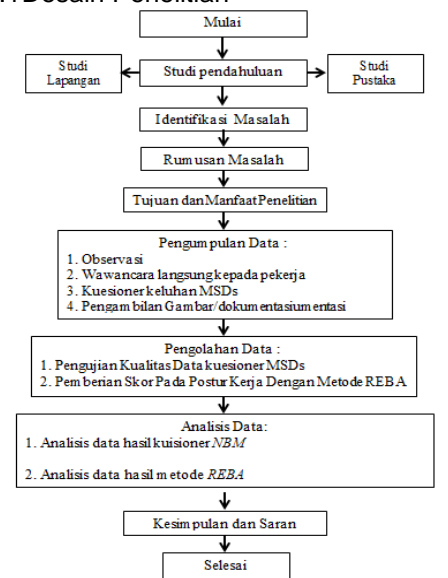 Desain Penelitian
Mulai
Studi
Lapangan
Studi pendahuluan
Studi
Pustaka
Identifikasi Masalah
Rumusan Masalah
Tujuan dan Manfaat Penelitian
Pengumpulan Data :
1. Observasi
2. Wawancara langsung kepada pekerja
3. Kuesioner keluhan MSDs
4. Pengambilan Gambar/dokumentasiumentasi
Pengolahan Data :
1. Pengujian Kualitas Data kuesioner MSDs
2. Pemberian Skor Pada Postur Kerja Dengan Metode REBA
Analisis Data:
1. Analisis data hasil kuisioner NBM
2. Analisis data hasil metode REBA
Kesimpulan dan Saran
Selesai